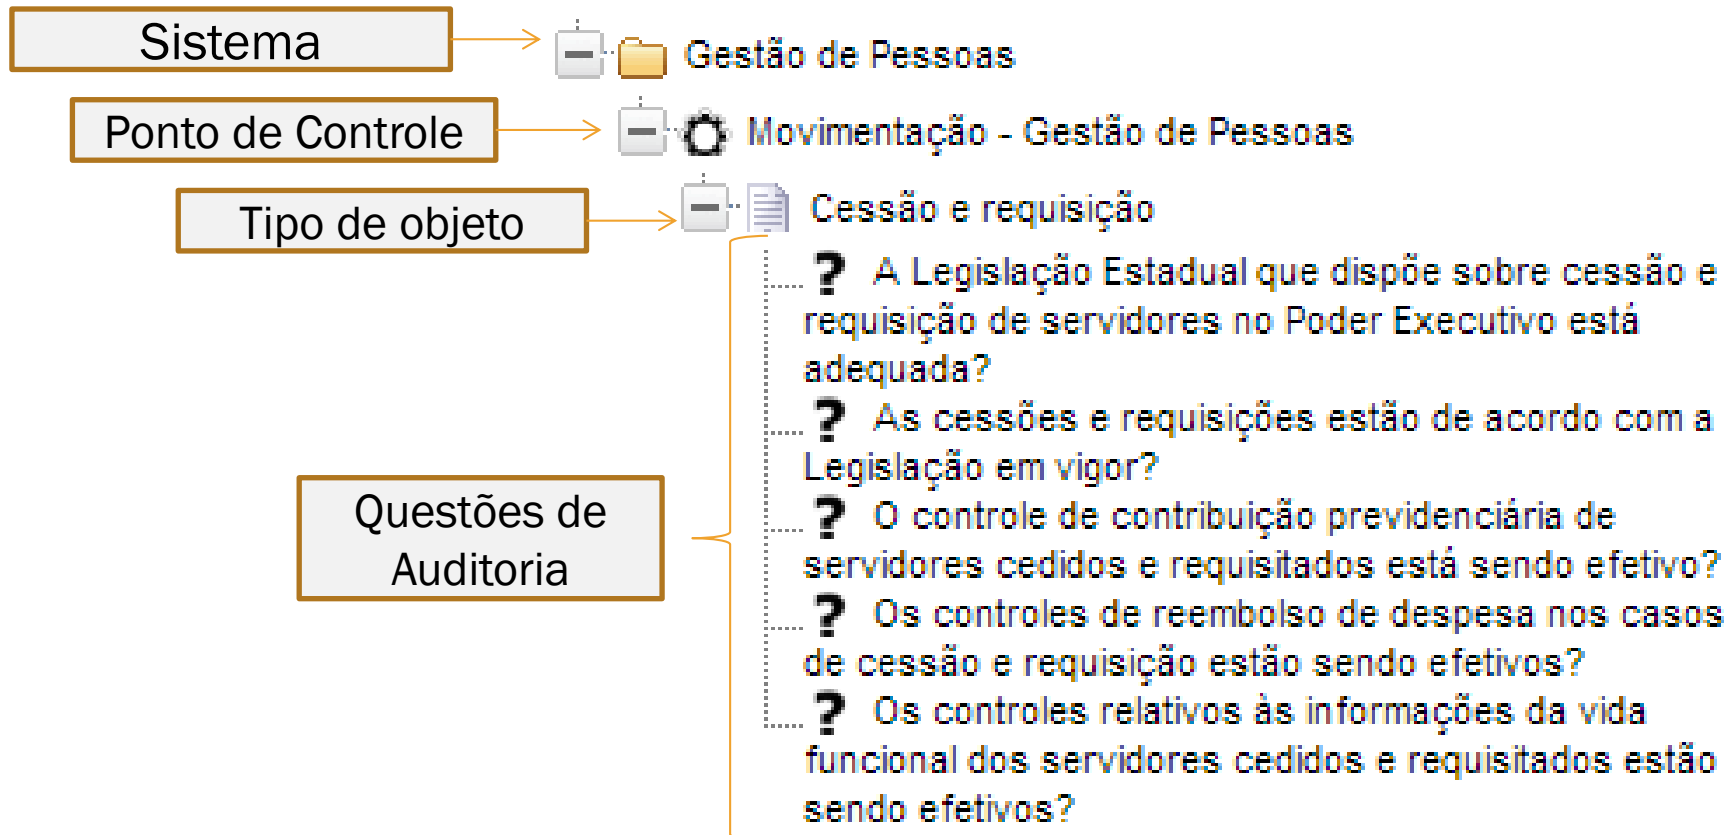 Sistema
Gestão de Pessoas
Ponto de Controle
Movimentação - Gestão de Pessoas
Tipo de objeto
Cessão e requisição
? A Legislação Estadual que dispõe sobre cessão e
requisição de servidores no Poder Executivo está
adequada?
? As cessões e requisições estão de acordo com a
Legislação em vigor?
Questões de
Auditoria
? O controle de contribuição previdenciária de
servidores cedidos e requisitados está sendo efetivo?
? Os controles de reembolso de despesa nos casos
de cessão e requisição estão sendo efetivos?
? Os controles relativos às informações da vida
funcional dos servidores cedidos e requisitados estão
sendo efetivos?